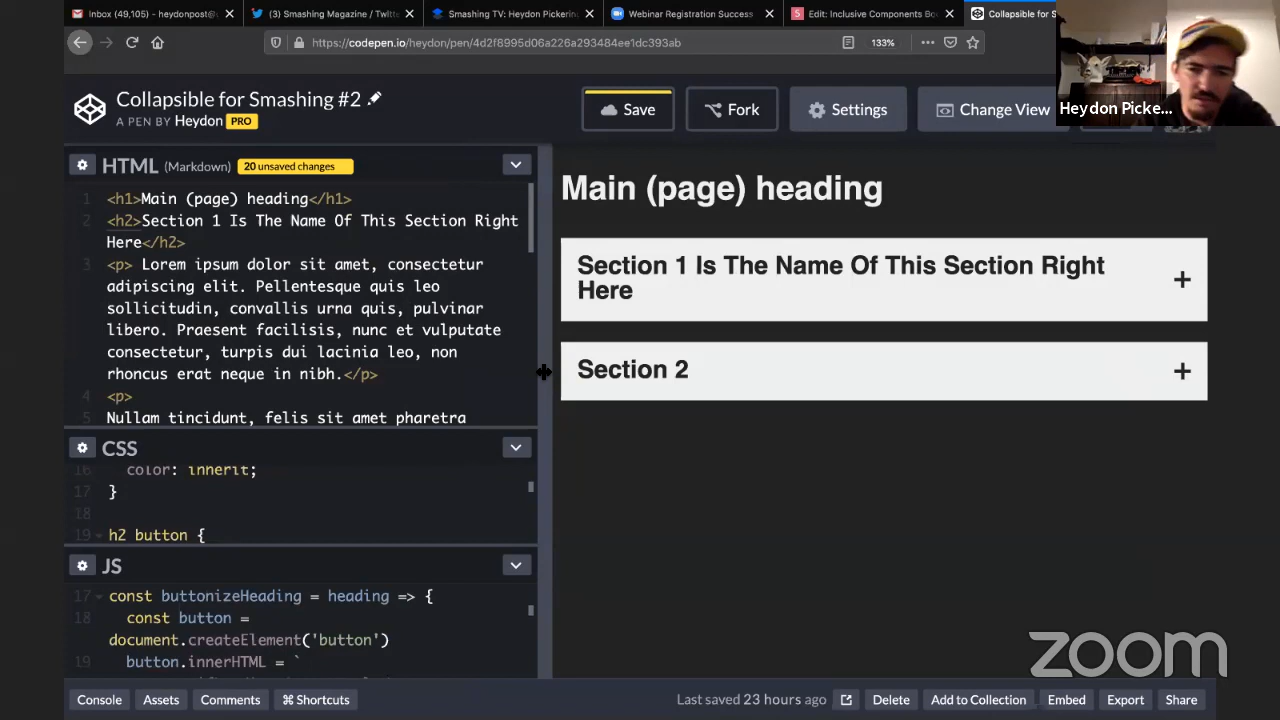 Inbox (49,105) - heydonpost@
(3) Smashing Magazine / Twitte
Smashing TV: Heydon Pickerin
Webinar Registration Success
Edit: Inclusive Components Bo
Collapsible for S
https://codepen.io/heydon/pen/4d2f6995d06a226a293484ee1dc393ab
133%
Heydon Picke...
Collapsible for Smashing #2
A PEN BY Heydon PRO
Save
Fork
Settings
Change View
HTML (Markdown) 20 unsaved changes
1 <h1>Main (page) heading</h1>
2 <h2>Section 1 Is The Name Of This Section Right
Here</h2>
3 <p> Lorem ipsum dolor sit amet, consectetur
adipiscing elit. Pellentesque quis leo
sollicitudin, convallis urna quis, pulvinar
libero. Praesent facilisis, nunc et vulputate
consectetur, turpis dui lacinia leo, non
rhoncus erat neque in nibh.</p>
4 <p>
5 Nullam tincidunt, felis sit amet pharetra
CSS
16 color: inherit;
17 }
18
19 h2 button {
JS
17 const buttonizeHeading = heading => {
18 const button =
document.createElement('button')
19 button.innerHTML = `
Main (page) heading
Section 1 Is The Name Of This Section Right
Here +
Section 2 +
zoom
Console
Assets
Comments
⌘ Shortcuts
Last saved 23 hours ago
Delete
Add to Collection
Embed
Export
Share